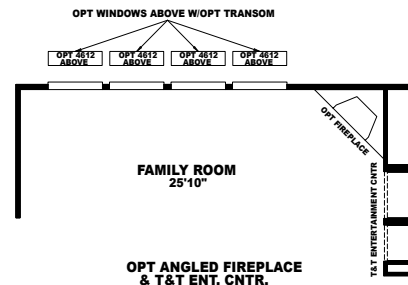 OPT WINDOWS ABOVE W/OPT TRANSOM
OPT 4612
ABOVE
OPT 4612
ABOVE
OPT 4612
ABOVE
OPT 4612
ABOVE
OPT FIREPLACE
FAMILY ROOM
25'10"
T&T ENTERTAINMENT CNTR
OPT ANGLED FIREPLACE
& T&T ENT. CNTR.